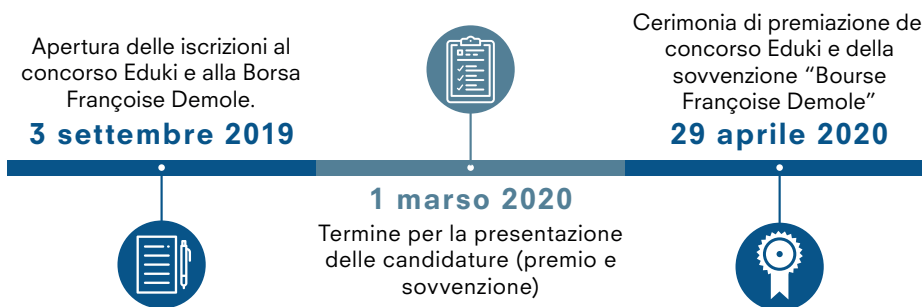 Apertura delle iscrizioni al
concorso Eduki e alla Borsa
Françoise Demole.
3 settembre 2019
1 marso 2020
Termine per la presentazione
delle candidature (premio e
sovvenzione)
Cerimonia di premiazione de
concorso Eduki e della
sovvenzione “Bourse
Françoise Demole”
29 aprile 2020